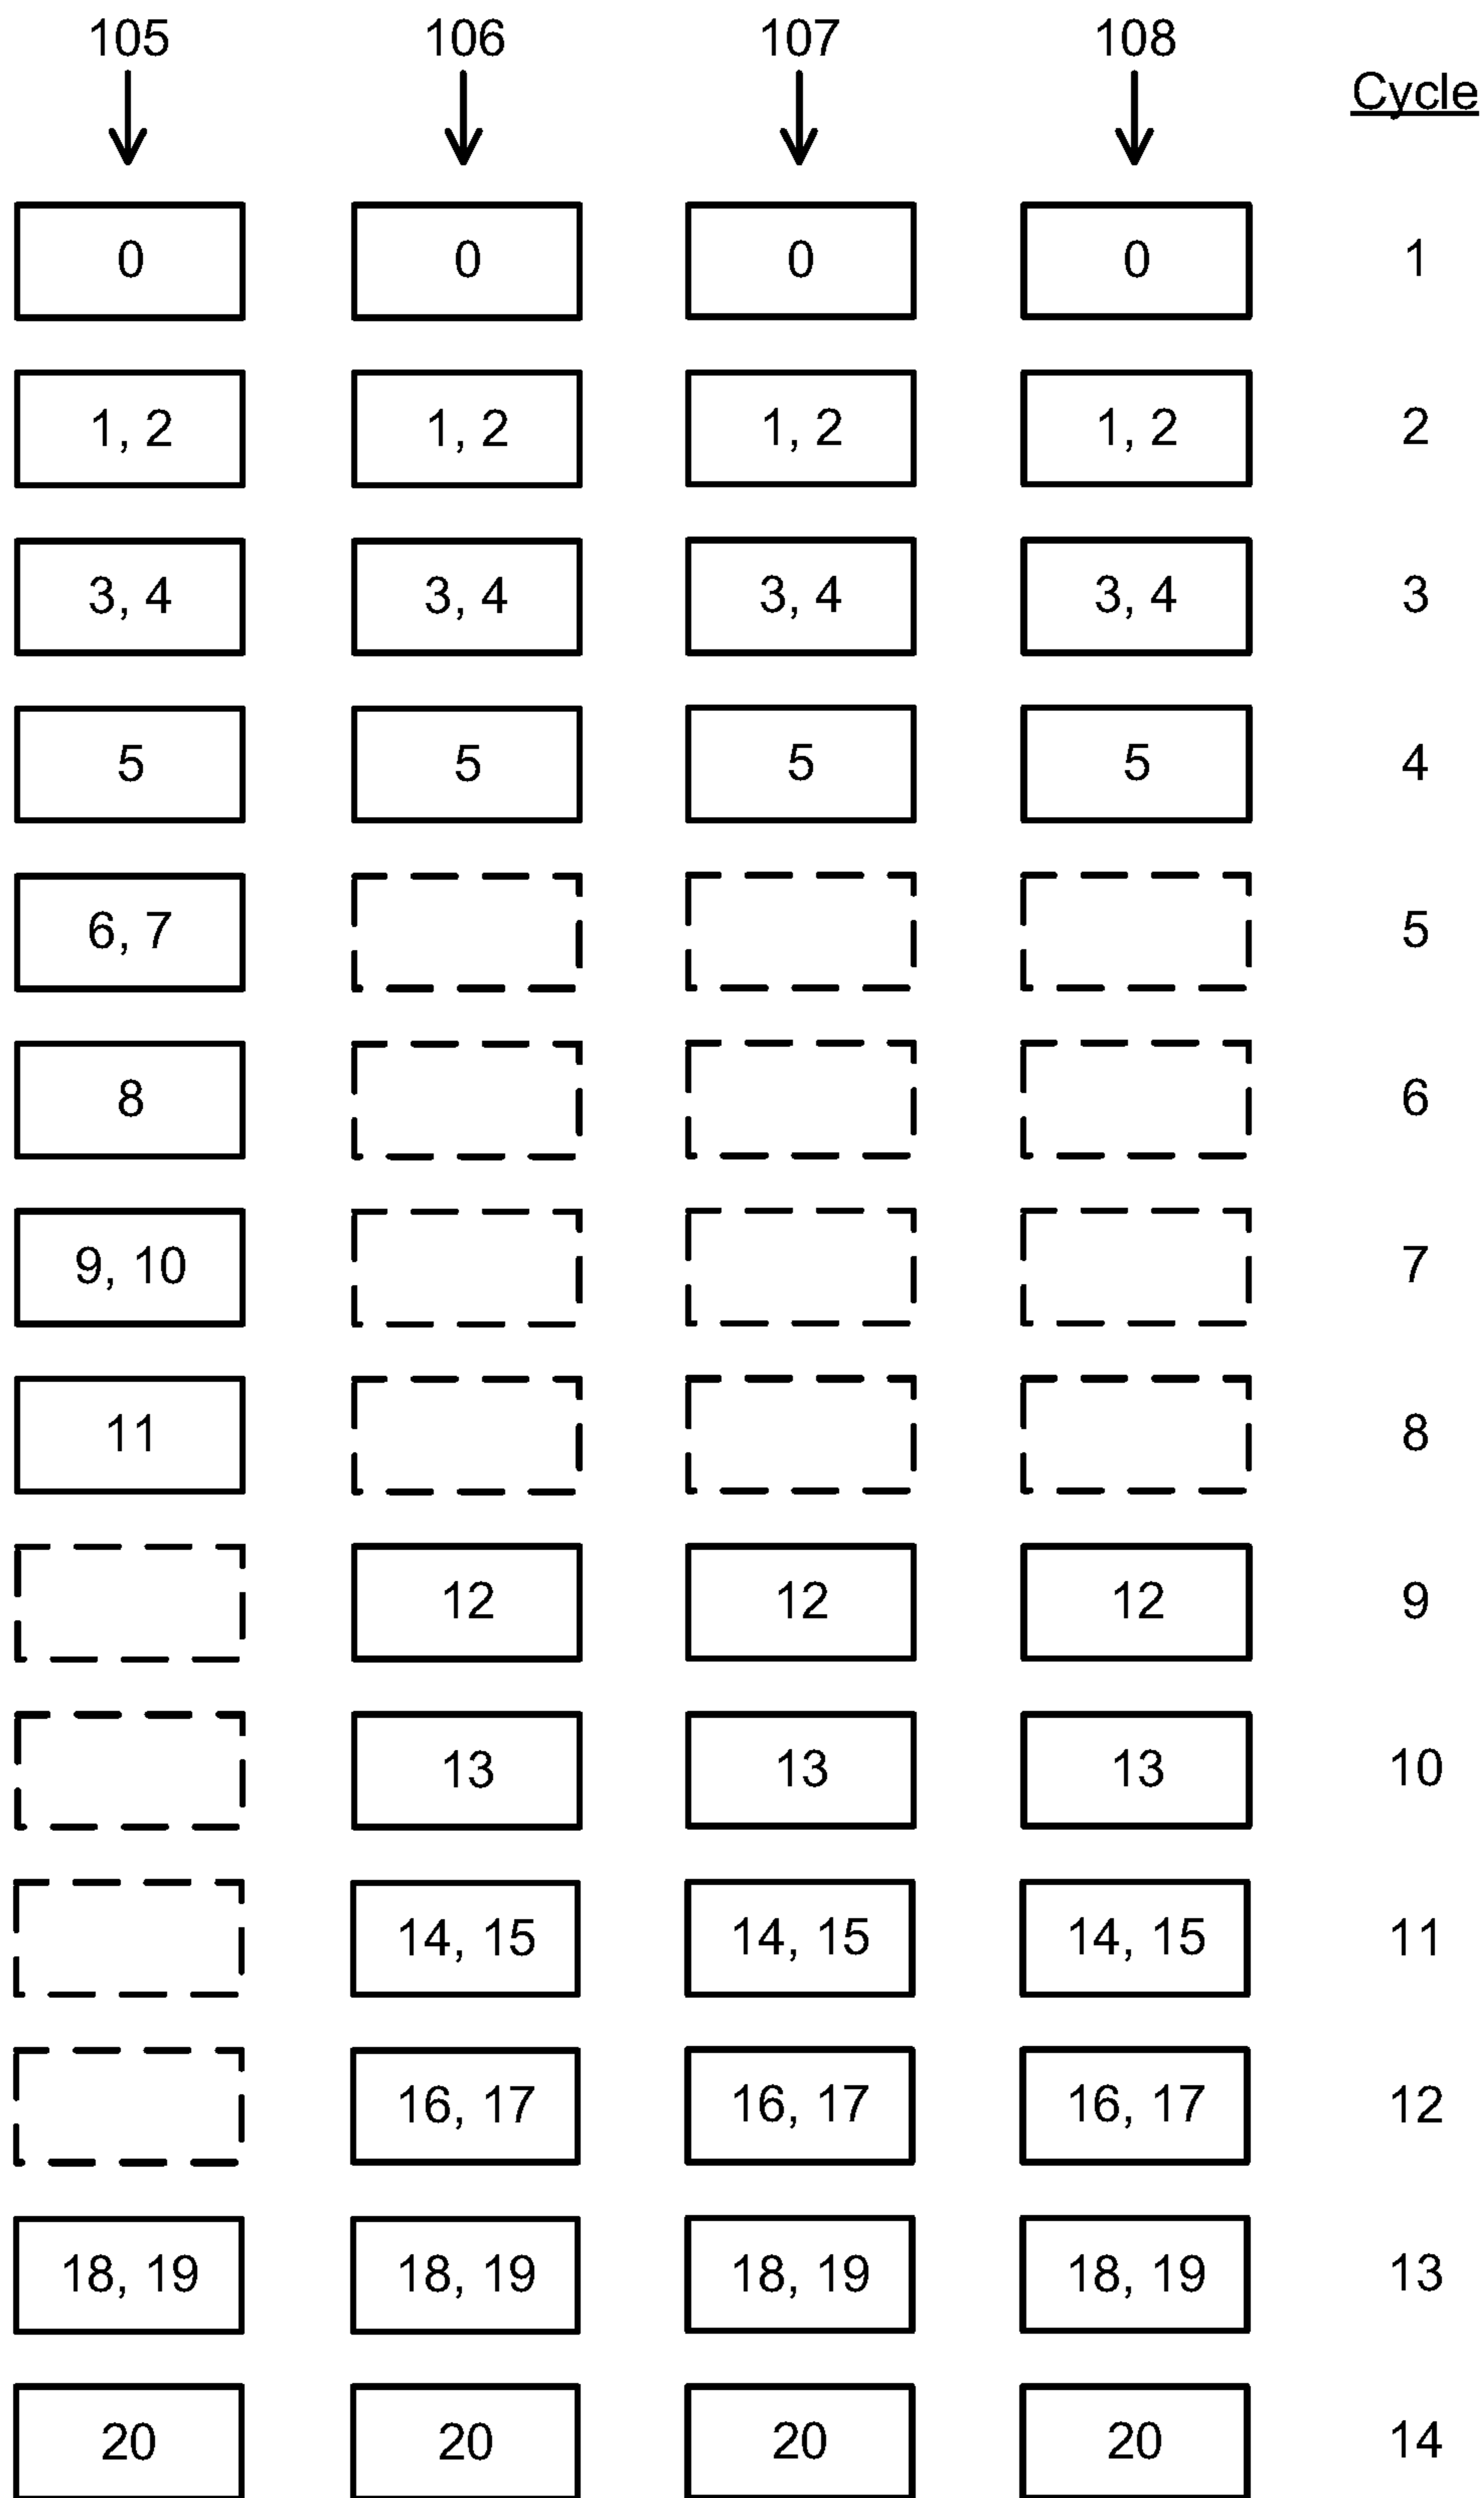 105 106 107 108
Cycle
0 0 0 0 1
1, 2 1, 2 1, 2 1, 2 2
3, 4 3, 4 3, 4 3, 4 3
5 5 5 5 4
6, 7 5
8 6
9, 10 7
11 8
12 12 12 9
13 13 13 10
14, 15 14, 15 14, 15 11
16, 17 16, 17 16, 17 12
18, 19 18, 19 18, 19 18, 19 13
20 20 20 20 14